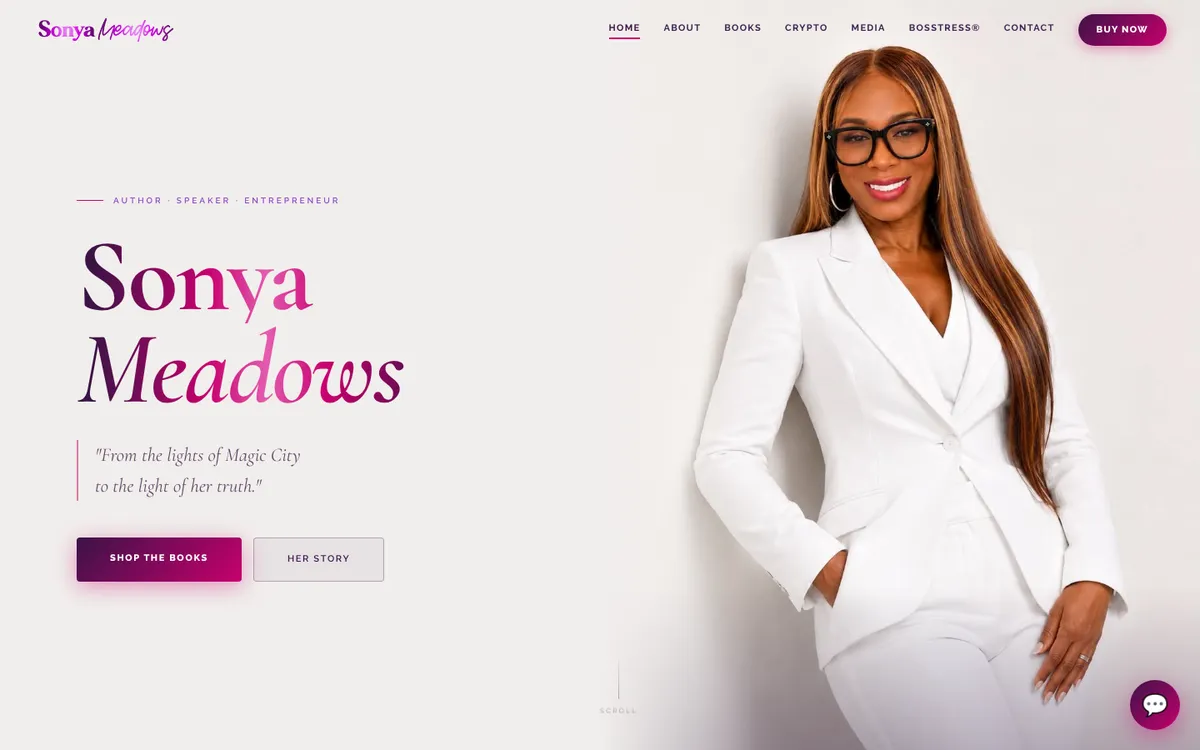 Sonya Meadows
HOME ABOUT BOOKS CRYPTO MEDIA BOSSTRESS® CONTACT BUY NOW
AUTHOR · SPEAKER · ENTREPRENEUR
Sonya
Meadows
"From the lights of Magic City
to the light of her truth."
SHOP THE BOOKS HER STORY
SCROLL